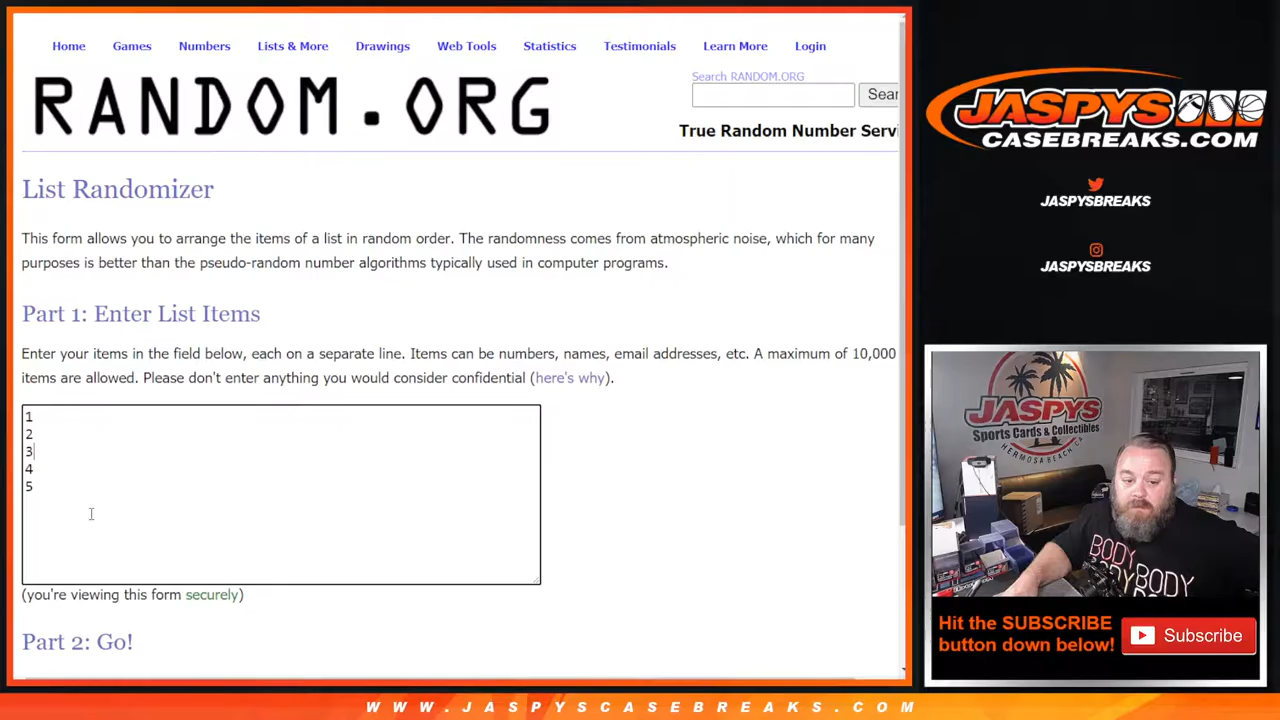 Home Games Numbers Lists & More Drawings Web Tools Statistics Testimonials Learn More Login
RANDOM.ORG
Search RANDOM.ORG
True Random Number Servi
List Randomizer
This form allows you to arrange the items of a list in random order. The randomness comes from atmospheric noise, which for many
purposes is better than the pseudo-random number algorithms typically used in computer programs.
Part 1: Enter List Items
Enter your items in the field below, each on a separate line. Items can be numbers, names, email addresses, etc. A maximum of 10,000
items are allowed. Please don't enter anything you would consider confidential (here's why).
1
2
3
4
5
(you're viewing this form securely)
Part 2: Go!
JASPYS
CASEBREAKS.COM
JASPYSBREAKS
JASPYSBREAKS
JASPYS
Sports Cards & Collectibles
HERMOSA BEACH, CA
BODY
BODY BODY
Hit the SUBSCRIBE
button down below!
Subscribe
WWW.JASPYSCASEBREAKS.COM